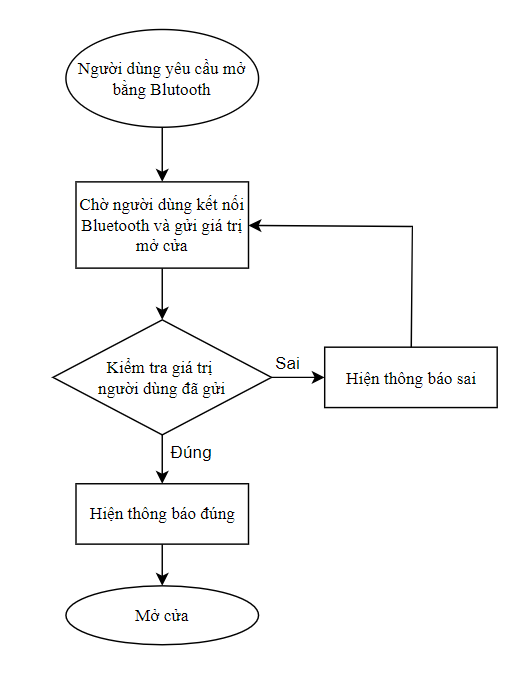 Người dùng yêu cầu mở
bằng Blutooth
Chờ người dùng kết nối
Bluetooth và gửi giá trị
mở cửa
Kiểm tra giá trị
người dùng đã gửi
Sai
Hiện thông báo sai
Đúng
Hiện thông báo đúng
Mở cửa